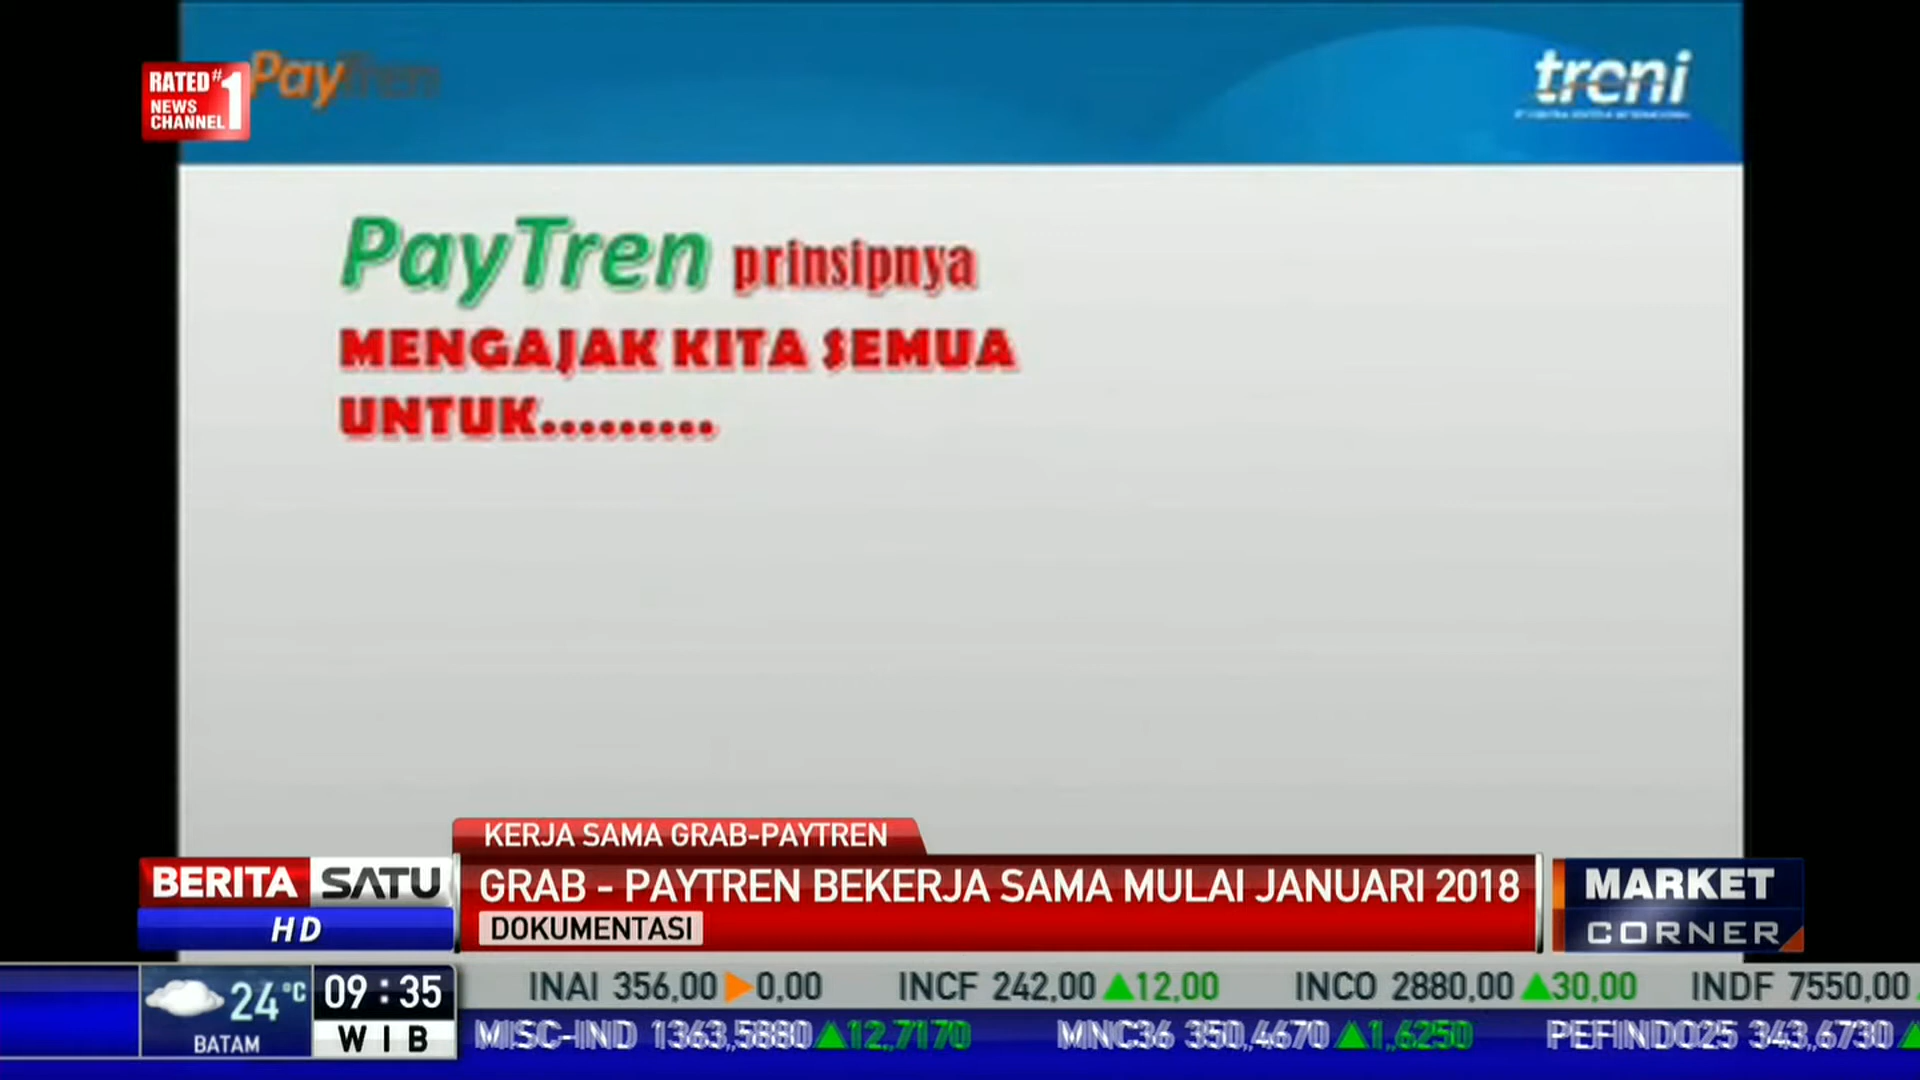 PayTren
treni
RATED #1
NEWS
CHANNEL
PayTren prinsipnya
MENGAJAK KITA SEMUA
UNTUK.........
KERJA SAMA GRAB-PAYTREN
BERITA SATU
HD
GRAB - PAYTREN BEKERJA SAMA MULAI JANUARI 2018
DOKUMENTASI
MARKET
CORNER
24°C
BATAM
09:35
WIB
INAI 356,00 ▶0,00 INCF 242,00 ▲12,00 INCO 2880,00 ▲30,00 INDF 7550,00
MISC-IND 1363,5880 ▲12,7170 MNC36 350,4670 ▲1,6250 PEFINDO25 343,6730 ▲